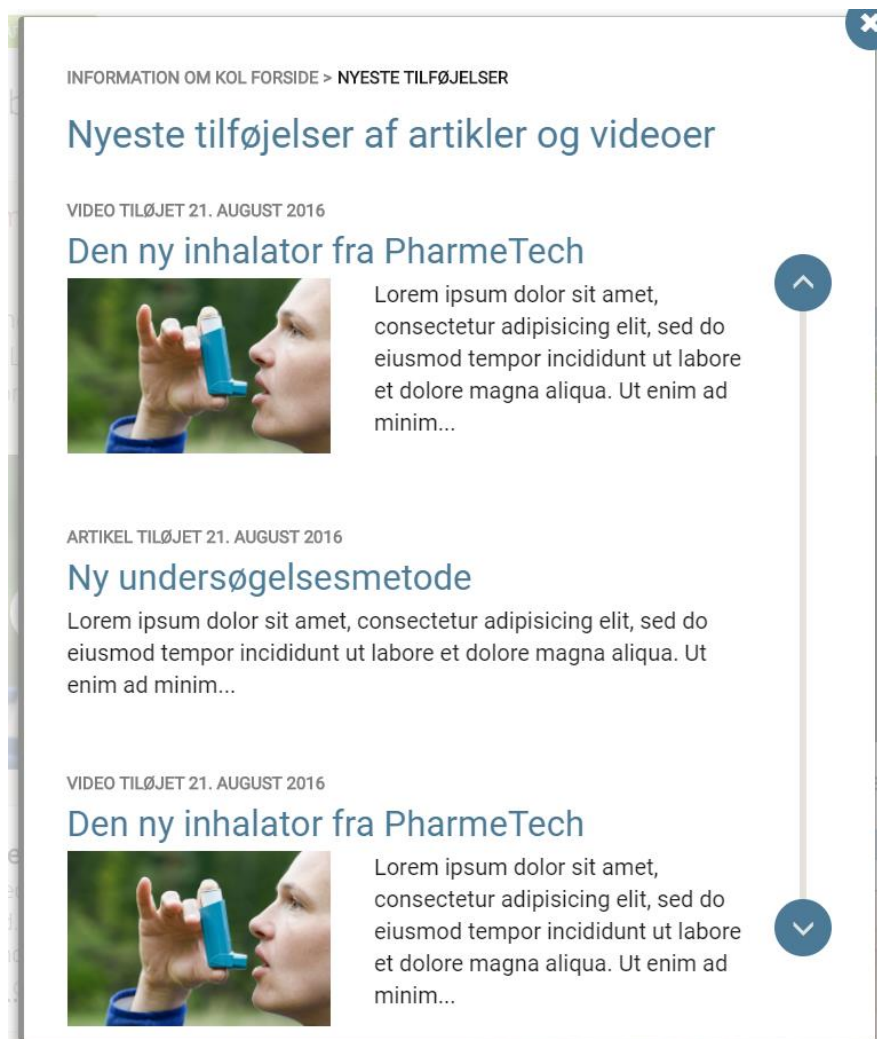 INFORMATION OM KOL FORSIDE > NYESTE TILFØJELSER
Nyeste tilføjelser af artikler og videoer
VIDEO TILØJET 21. AUGUST 2016
Den ny inhalator fra PharmeTech
Lorem ipsum dolor sit amet,
consectetur adipisicing elit, sed do
eiusmod tempor incididunt ut labore
et dolore magna aliqua. Ut enim ad
minim...
ARTIKEL TILØJET 21. AUGUST 2016
Ny undersøgelsesmetode
Lorem ipsum dolor sit amet, consectetur adipisicing elit, sed do
eiusmod tempor incididunt ut labore et dolore magna aliqua. Ut
enim ad minim...
VIDEO TILØJET 21. AUGUST 2016
Den ny inhalator fra PharmeTech
Lorem ipsum dolor sit amet,
consectetur adipisicing elit, sed do
eiusmod tempor incididunt ut labore
et dolore magna aliqua. Ut enim ad
minim...